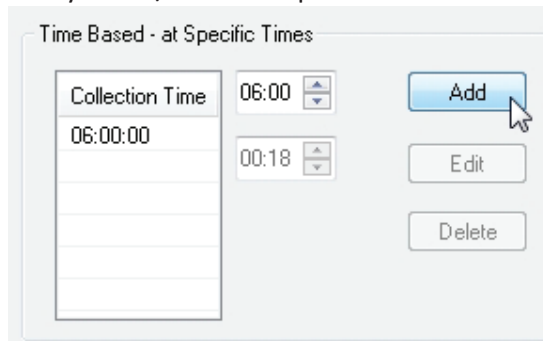 Time Based - at Specific Times
Collection Time
06:00
Add
06:00:00
00:18
Edit
Delete